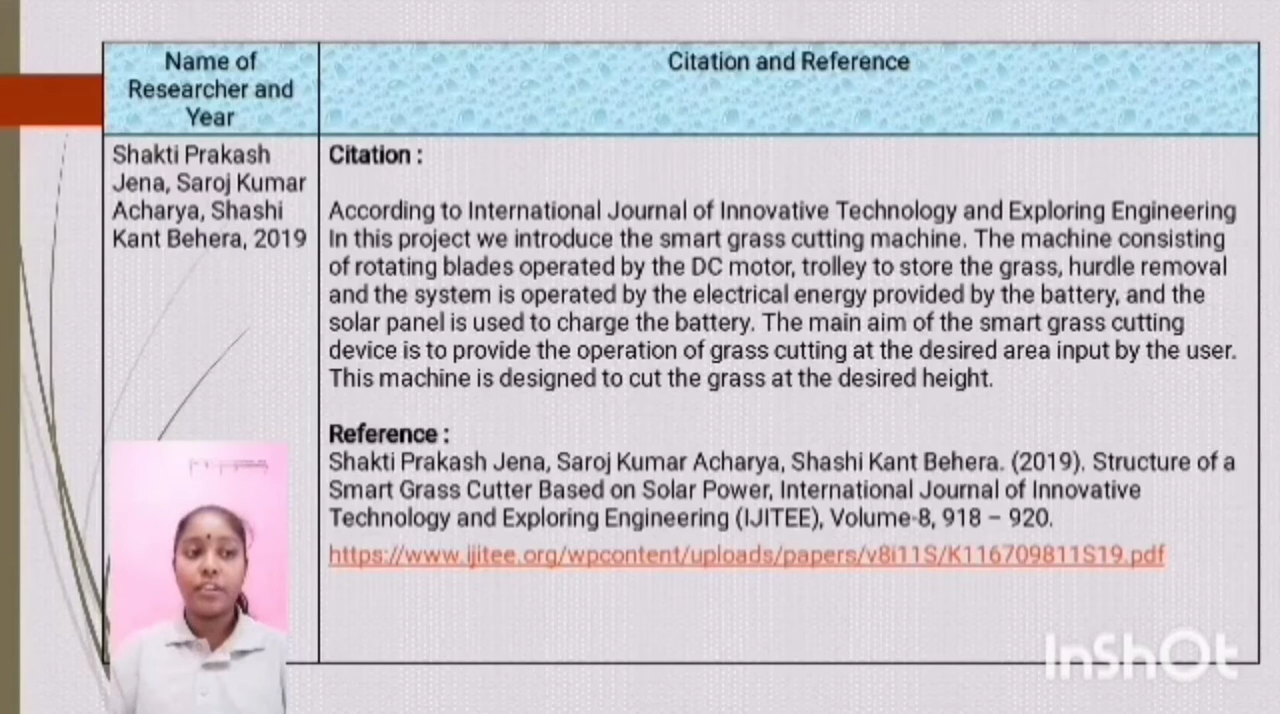 Name of
Researcher and
Year
Citation and Reference
Shakti Prakash
Jena, Saroj Kumar
Acharya, Shashi
Kant Behera, 2019
Citation :
According to International Journal of Innovative Technology and Exploring Engineering
In this project we introduce the smart grass cutting machine. The machine consisting
of rotating blades operated by the DC motor, trolley to store the grass, hurdle removal
and the system is operated by the electrical energy provided by the battery, and the
solar panel is used to charge the battery. The main aim of the smart grass cutting
device is to provide the operation of grass cutting at the desired area input by the user.
This machine is designed to cut the grass at the desired height.
Reference :
Shakti Prakash Jena, Saroj Kumar Acharya, Shashi Kant Behera. (2019). Structure of a
Smart Grass Cutter Based on Solar Power, International Journal of Innovative
Technology and Exploring Engineering (IJITEE), Volume-8, 918 – 920.
https://www.ijitee.org/wpcontent/uploads/papers/v8i11S/K116709811S19.pdf
InShOt